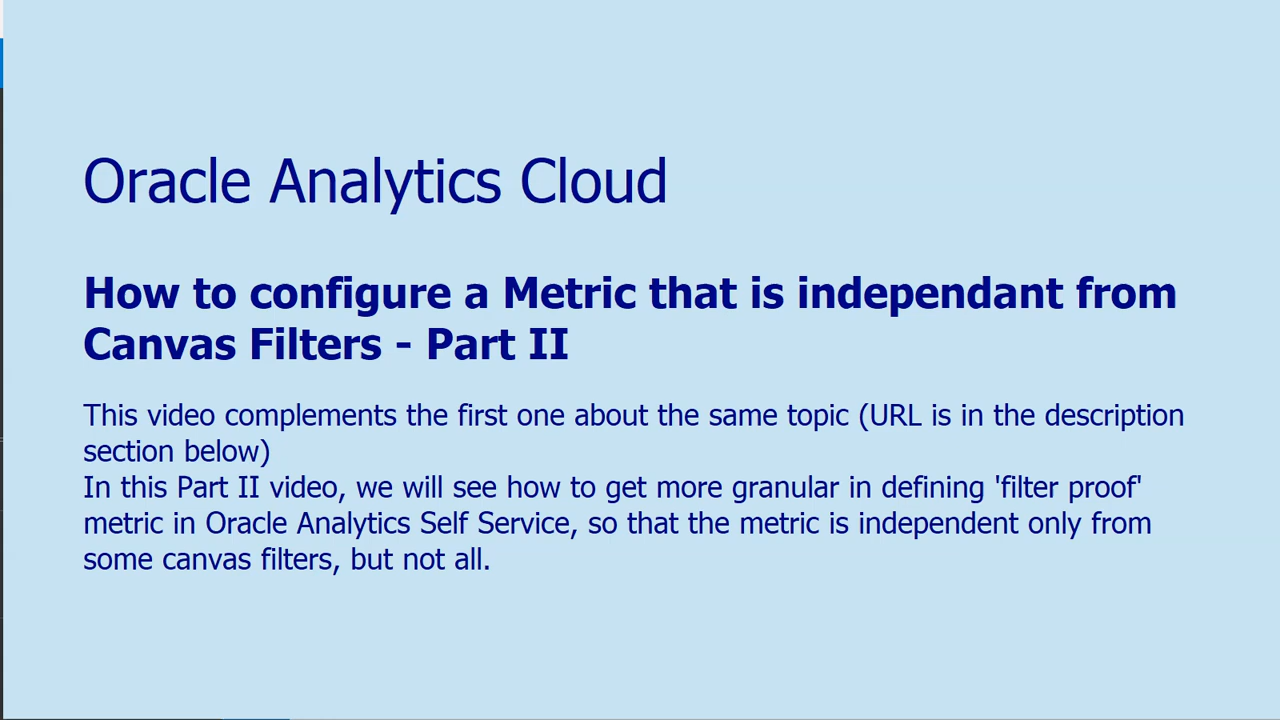 Oracle Analytics Cloud
How to configure a Metric that is independant from
Canvas Filters - Part II
This video complements the first one about the same topic (URL is in the description
section below)
In this Part II video, we will see how to get more granular in defining 'filter proof'
metric in Oracle Analytics Self Service, so that the metric is independent only from
some canvas filters, but not all.